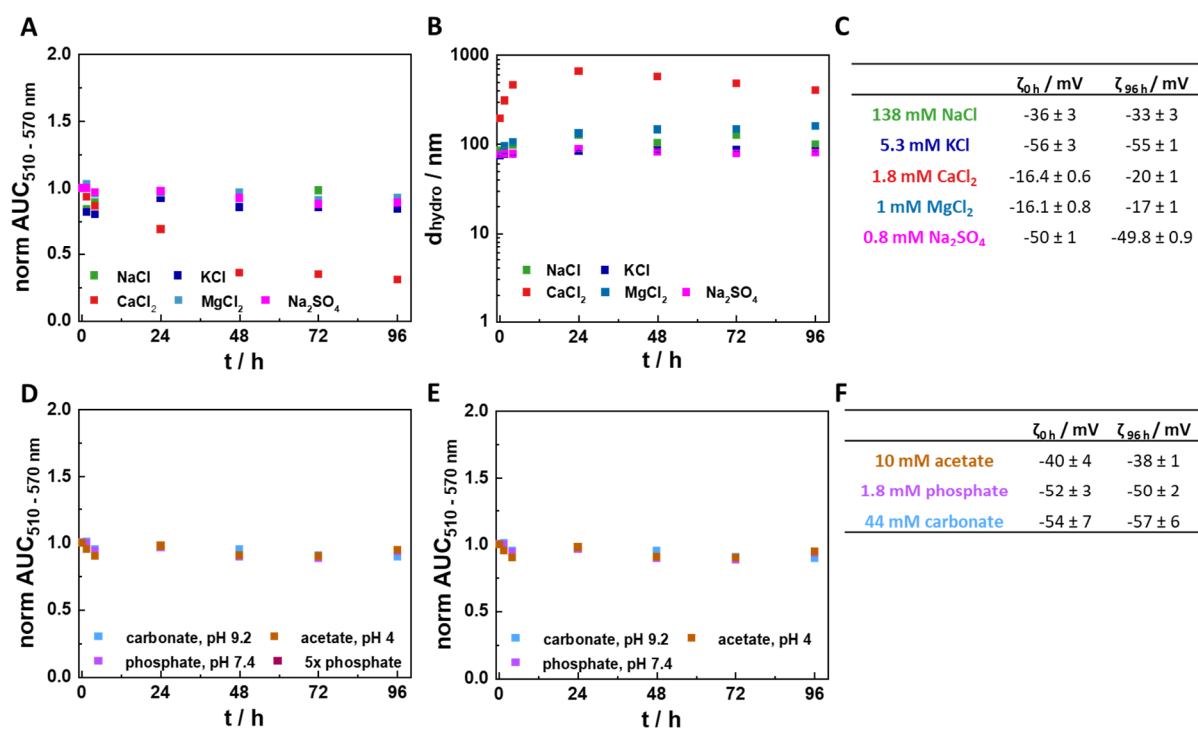 A
norm AUC510 - 570 nm
2.0
1.5
1.0
0.5
0.0
NaCl KCl
CaCl2 MgCl2 Na2SO4
0 24 48 72 96
t / h
B
dhydro / nm
1000
100
10
1
NaCl KCl
CaCl2 MgCl2 Na2SO4
0 24 48 72 96
t / h
C
ζ0 h / mV ζ96 h / mV
138 mM NaCl -36 ± 3 -33 ± 3
5.3 mM KCl -56 ± 3 -55 ± 1
1.8 mM CaCl2 -16.4 ± 0.6 -20 ± 1
1 mM MgCl2 -16.1 ± 0.8 -17 ± 1
0.8 mM Na2SO4 -50 ± 1 -49.8 ± 0.9
D
norm AUC510 - 570 nm
2.0
1.5
1.0
0.5
0.0
carbonate, pH 9.2 acetate, pH 4
phosphate, pH 7.4 5x phosphate
0 24 48 72 96
t / h
E
norm AUC510 - 570 nm
2.0
1.5
1.0
0.5
0.0
carbonate, pH 9.2 acetate, pH 4
phosphate, pH 7.4
0 24 48 72 96
t / h
F
ζ0 h / mV ζ96 h / mV
10 mM acetate -40 ± 4 -38 ± 1
1.8 mM phosphate -52 ± 3 -50 ± 2
44 mM carbonate -54 ± 7 -57 ± 6